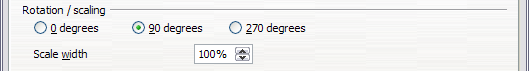 Rotation / scaling
0 degrees 90 degrees 270 degrees
Scale width 100%